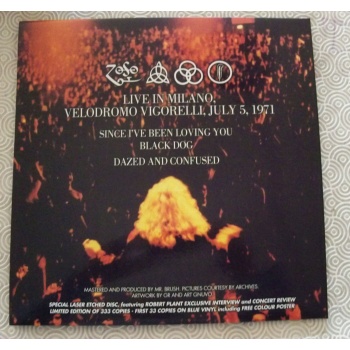 ZoSo
LIVE IN MILANO,
VELODROMO VIGORELLI, JULY 5, 1971
SINCE I'VE BEEN LOVING YOU
BLACK DOG
DAZED AND CONFUSED
MASTERED AND PRODUCED BY MR. BRUSH. PICTURES COURTESY BY ARCHIVES.
ARTWORK BY GR AND ART GNUVÒ
SPECIAL LASER ETCHED DISC, featuring ROBERT PLANT EXCLUSIVE INTERVIEW and CONCERT REVIEW
LIMITED EDITION OF 333 COPIES - FIRST 33 COPIES ON BLUE VINYL including FREE COLOUR POSTER